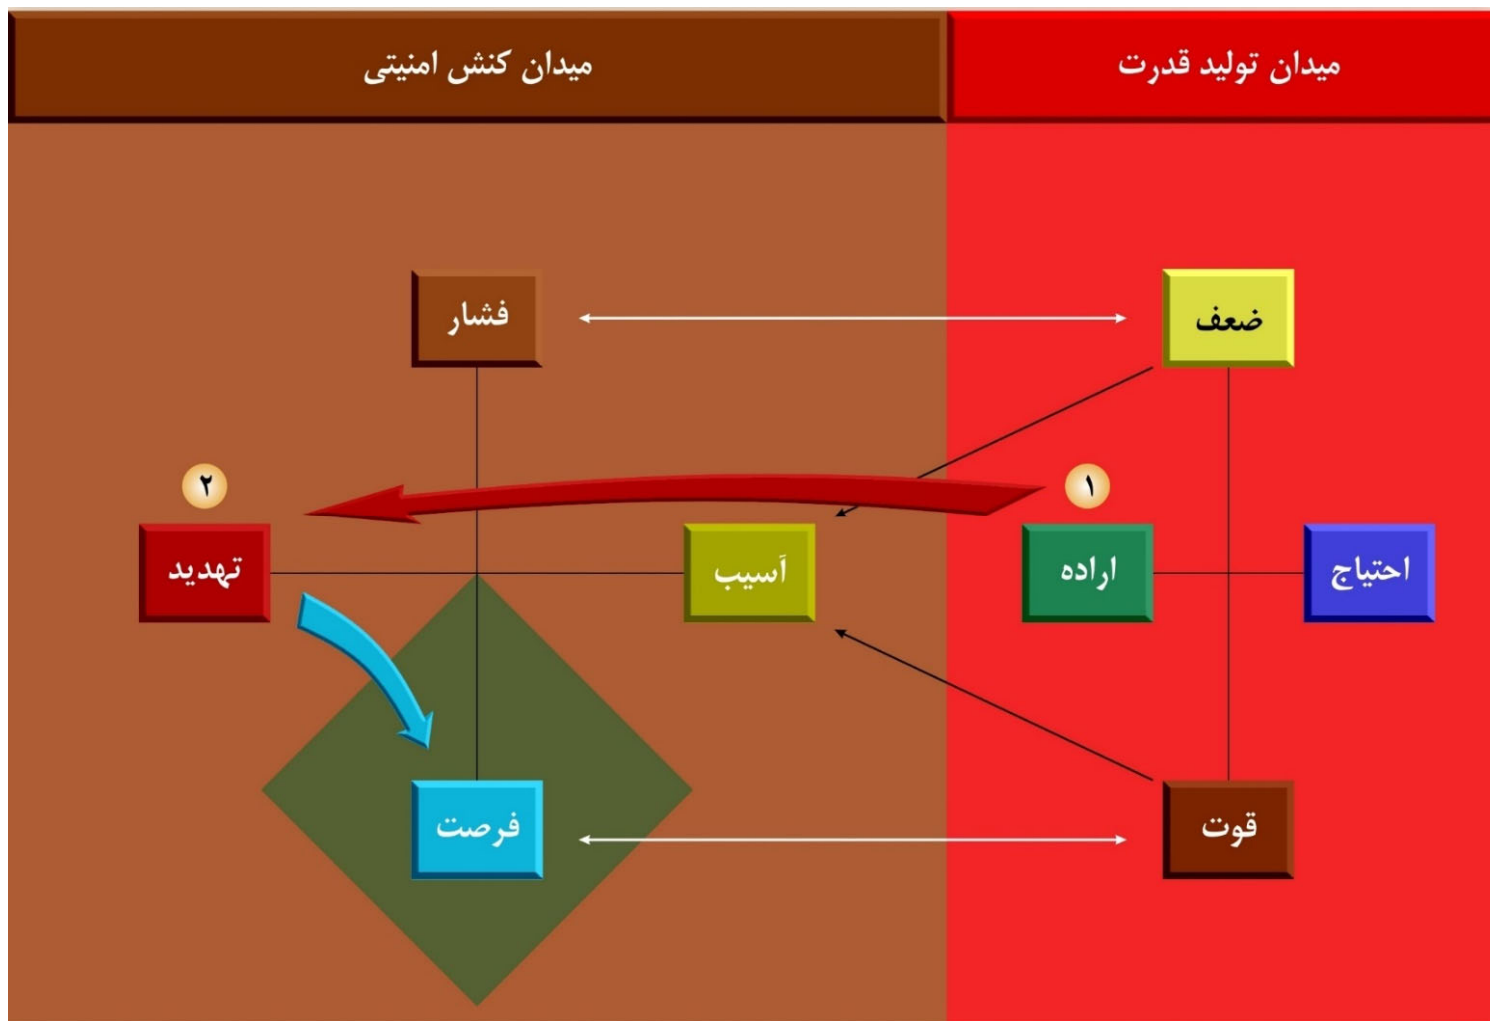 میدان تولید قدرت
میدان کنش امنیتی
ضعف
فشار
۱
۲
احتیاج
اراده
آسیب
تهدید
قوت
فرصت